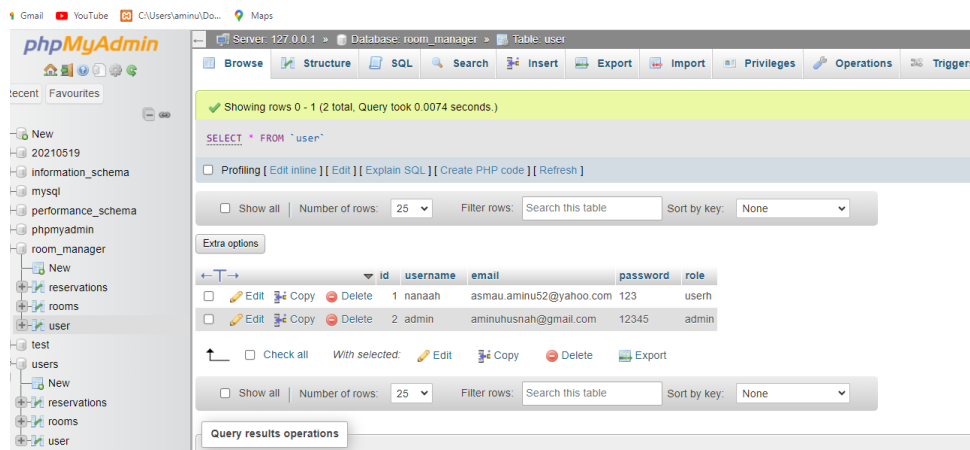 Gmail YouTube C:\Users\aminu\Do... Maps
phpMyAdmin
Server: 127.0.0.1 » Database: room_manager » Table: user
Browse Structure SQL Search Insert Export Import Privileges Operations Triggers
Recent Favourites
Showing rows 0 - 1 (2 total, Query took 0.0074 seconds.)
New
20210519
information_schema
mysql
performance_schema
phpmyadmin
room_manager
New
reservations
rooms
user
test
users
New
reservations
rooms
user
SELECT * FROM `user`
Profiling [ Edit inline ] [ Edit ] [ Explain SQL ] [ Create PHP code ] [ Refresh ]
Show all Number of rows: 25 Filter rows: Search this table Sort by key: None
Extra options
←T→ id username email password role
Edit Copy Delete 1 nanaah asmau.aminu52@yahoo.com 123 userh
Edit Copy Delete 2 admin aminuhusnah@gmail.com 12345 admin
Check all With selected: Edit Copy Delete Export
Show all Number of rows: 25 Filter rows: Search this table Sort by key: None
Query results operations